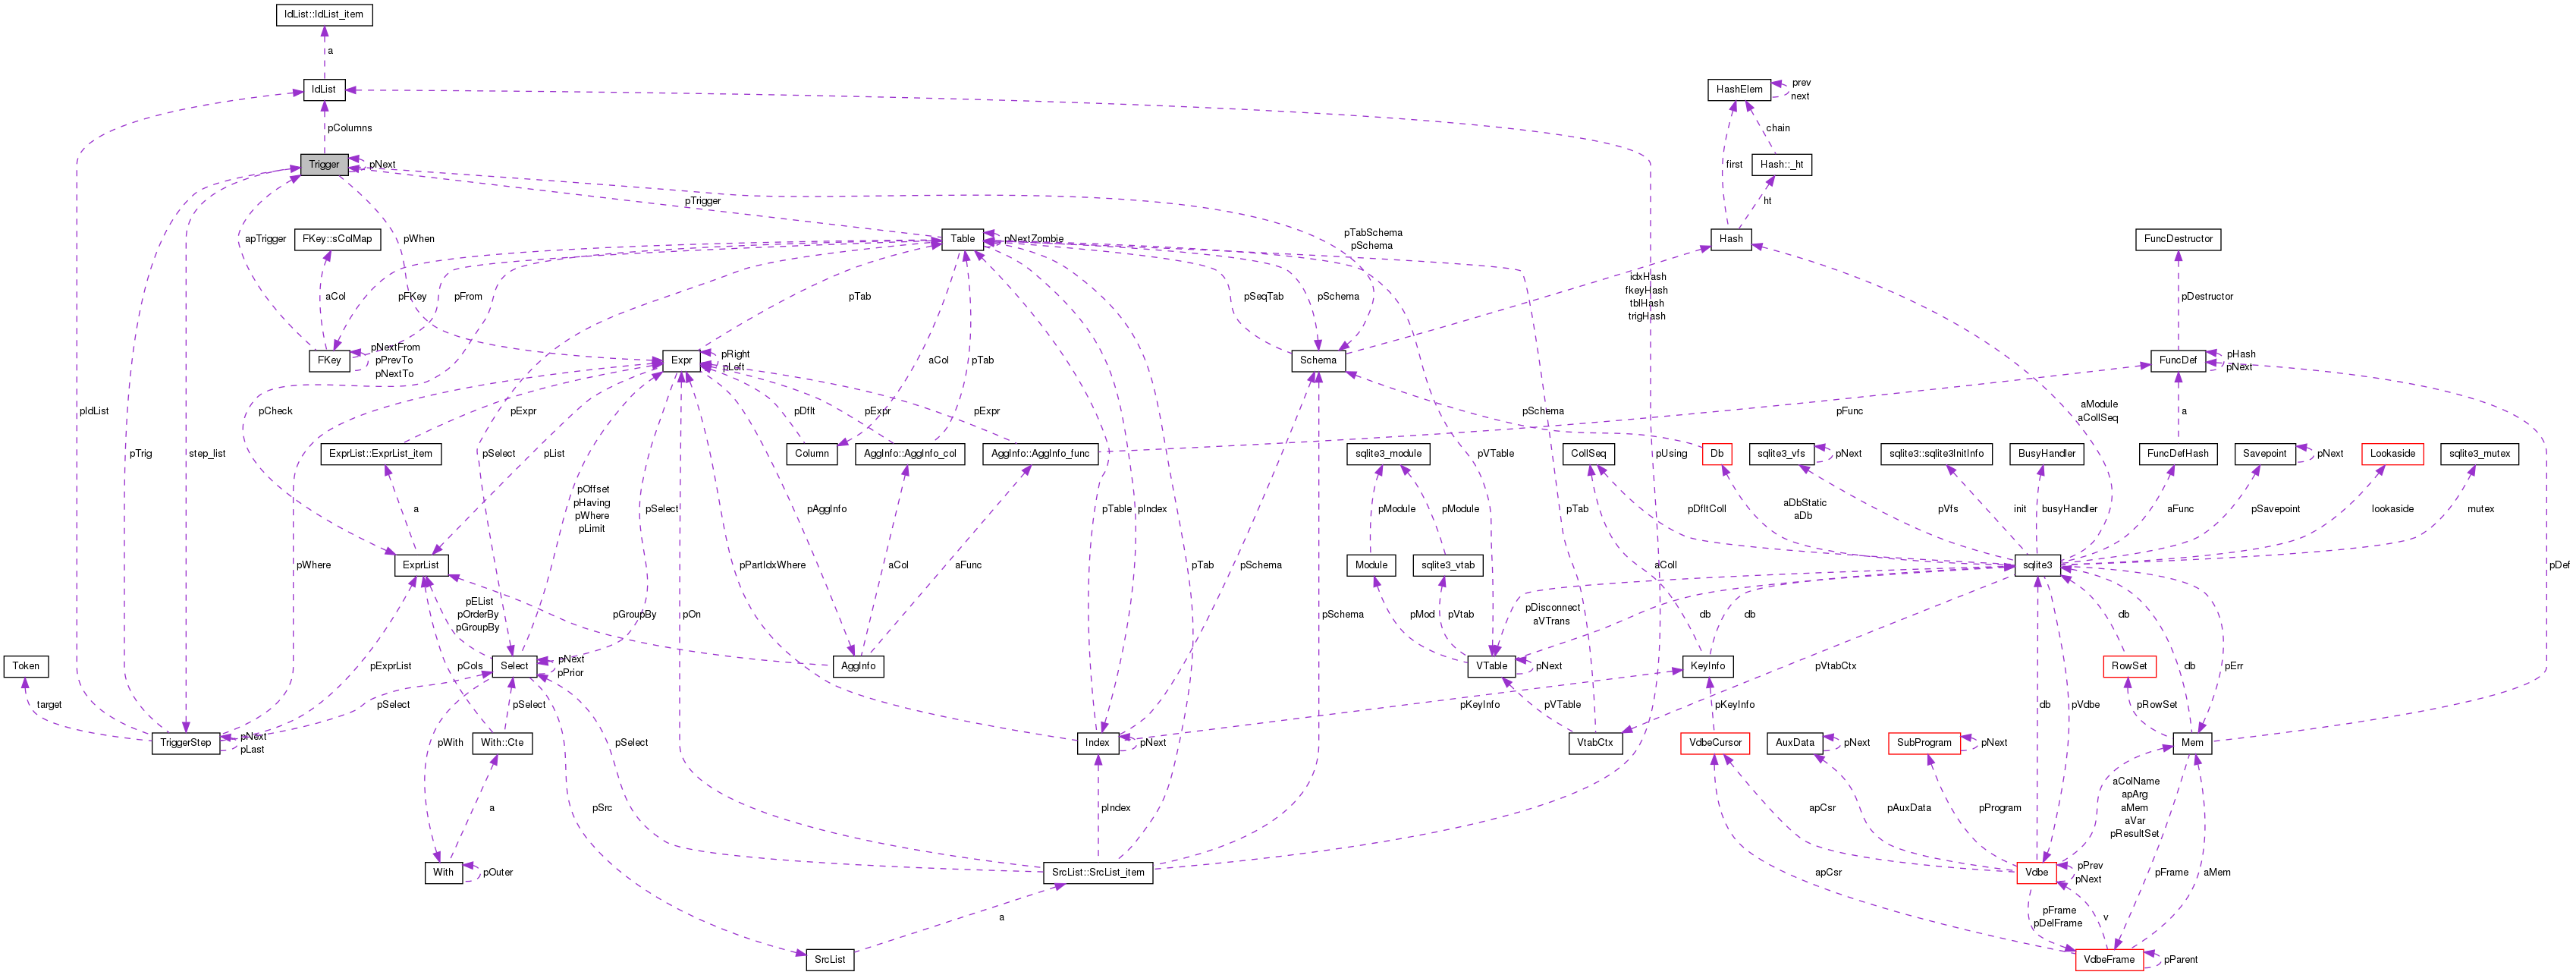 IdList::IdList_item
a
IdList
HashElem
prev
next
pColumns
chain
Trigger
pNext
first
Hash::_ht
pTrigger
ht
apTrigger
FKey::sColMap
pWhen
Table
pNextZombie
pTabSchema
pSchema
Hash
FuncDestructor
aCol
pFKey
pFrom
pTab
pSeqTab
pSchema
idxHash
fkeyHash
tblHash
trigHash
pDestructor
FKey
pNextFrom
pPrevTo
pNextTo
Expr
pRight
pLeft
aCol
pTab
Schema
FuncDef
pHash
pNext
pIdList
pCheck
pExpr
pDflt
pExpr
pExpr
pSchema
pFunc
aModule
aCollSeq
a
pTrig
step_list
ExprList::ExprList_item
pSelect
pList
Column
AggInfo::AggInfo_col
AggInfo::AggInfo_func
pVTable
sqlite3_module
CollSeq
pUsing
Db
sqlite3_vfs
pNext
sqlite3::sqlite3InitInfo
BusyHandler
FuncDefHash
Savepoint
pNext
Lookaside
sqlite3_mutex
a
pOffset
pHaving
pWhere
pLimit
pSelect
pAggInfo
pTable
pIndex
pModule
pModule
pTab
pDfltColl
aDbStatic
aDb
pVfs
init
busyHandler
aFunc
pSavepoint
lookaside
mutex
pWhere
ExprList
pPartIdxWhere
aCol
aFunc
pTab
pSchema
Module
sqlite3_vtab
aColl
sqlite3
pDef
pEList
pOrderBy
pGroupBy
pGroupBy
pOn
pSchema
pMod
pVtab
pDisconnect
aVTrans
db
db
Token
pExprList
pCols
Select
pNext
pPrior
AggInfo
VTable
pNext
KeyInfo
pVtabCtx
RowSet
db
pErr
target
pSelect
pSelect
pKeyInfo
pVTable
pKeyInfo
db
pVdbe
pRowSet
TriggerStep
pNext
pLast
pWith
With::Cte
pSelect
Index
pNext
VtabCtx
VdbeCursor
AuxData
pNext
SubProgram
pNext
Mem
a
pSrc
pIndex
apCsr
pAuxData
pProgram
aColName
apArg
aMem
aVar
pResultSet
With
pOuter
SrcList::SrcList_item
apCsr
Vdbe
pPrev
pNext
pFrame
aMem
a
pFrame
pDelFrame
v
SrcList
VdbeFrame
pParent